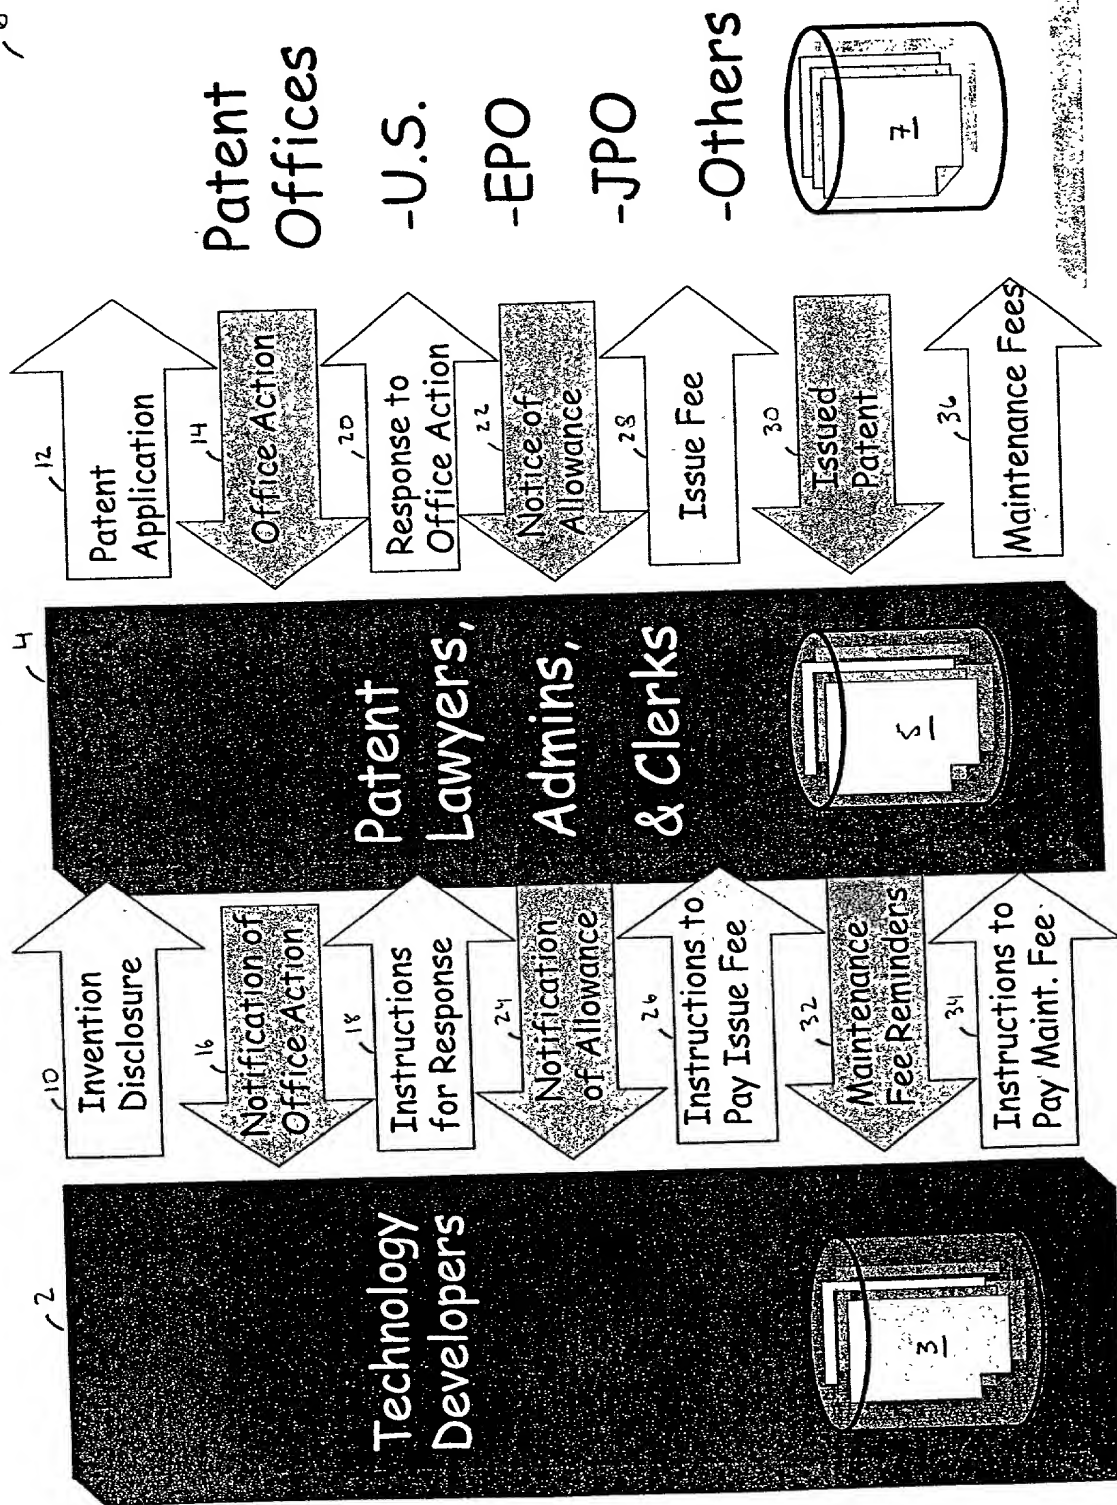 2
Technology
Developers
3
10
Invention
Disclosure
16
Notification of
Office Action
18
Instructions
for Response
24
Notification
of Allowance
26
Instructions to
Pay Issue Fee
32
Maintenance
Fee Reminders
34
Instructions to
Pay Maint. Fee
4
Patent
Lawyers,
Admins,
& Clerks
5
12
Patent
Application
14
Office Action
20
Response to
Office Action
22
Notice of
Allowance
28
Issue Fee
30
Issued
Patent
36
Maintenance Fees
Patent
Offices
-U.S.
-EPO
-JPO
-Others
7